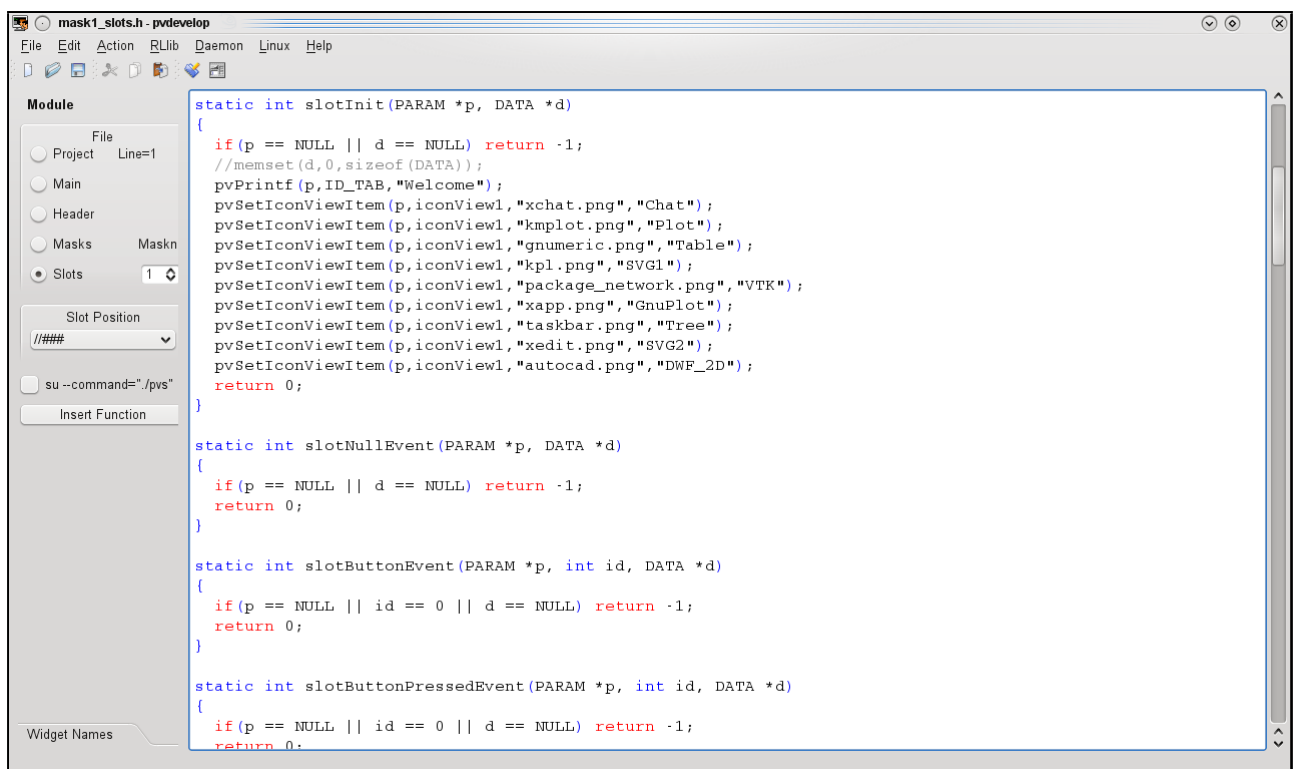 mask1_slots.h - pvdevelop
File Edit Action RLlib Daemon Linux Help
Module
File
Project Line=1
Main
Header
Masks Maskn
Slots 1
Slot Position
//###
su --command="./pvs"
Insert Function
Widget Names
static int slotInit(PARAM *p, DATA *d)
{
  if(p == NULL || d == NULL) return -1;
  //memset(d,0,sizeof(DATA));
  pvPrintf(p,ID_TAB,"Welcome");
  pvSetIconViewItem(p,iconView1,"xchat.png","Chat");
  pvSetIconViewItem(p,iconView1,"kmplot.png","Plot");
  pvSetIconViewItem(p,iconView1,"gnumeric.png","Table");
  pvSetIconViewItem(p,iconView1,"kpl.png","SVG1");
  pvSetIconViewItem(p,iconView1,"package_network.png","VTK");
  pvSetIconViewItem(p,iconView1,"xapp.png","GnuPlot");
  pvSetIconViewItem(p,iconView1,"taskbar.png","Tree");
  pvSetIconViewItem(p,iconView1,"xedit.png","SVG2");
  pvSetIconViewItem(p,iconView1,"autocad.png","DWF_2D");
  return 0;
}
static int slotNullEvent(PARAM *p, DATA *d)
{
  if(p == NULL || d == NULL) return -1;
  return 0;
}
static int slotButtonEvent(PARAM *p, int id, DATA *d)
{
  if(p == NULL || id == 0 || d == NULL) return -1;
  return 0;
}
static int slotButtonPressedEvent(PARAM *p, int id, DATA *d)
{
  if(p == NULL || id == 0 || d == NULL) return -1;
  return 0;